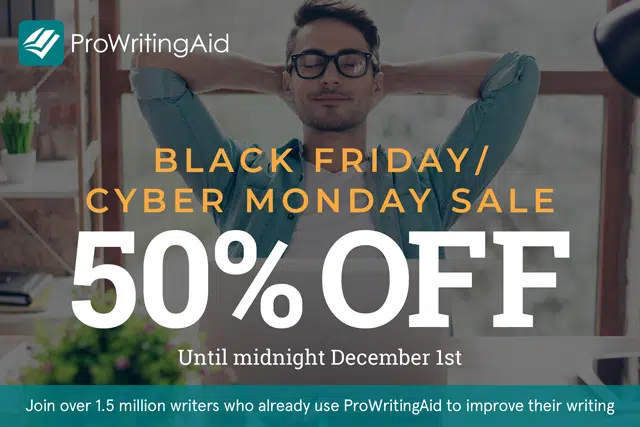 ProWritingAid
BLACK FRIDAY/
CYBER MONDAY SALE
50% OFF
Until midnight December 1st
Join over 1.5 million writers who already use ProWritingAid to improve their writing